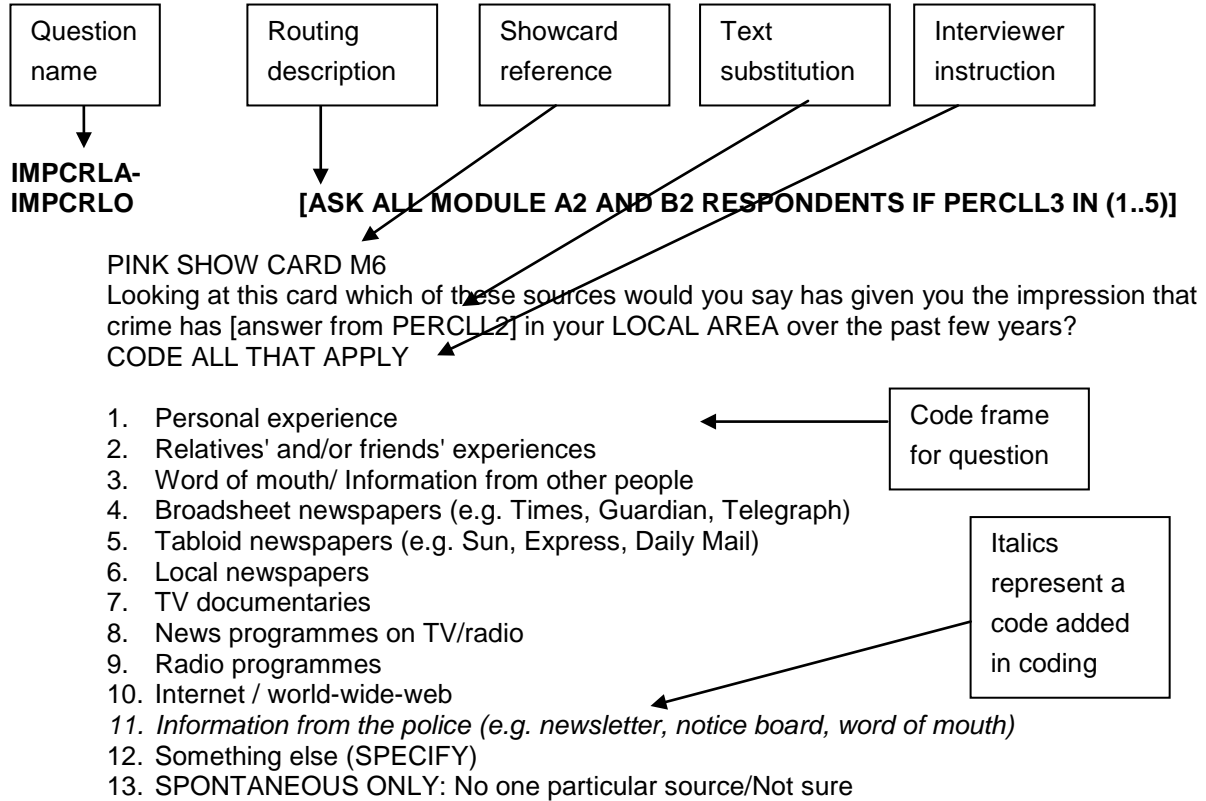 Question
name
Routing
description
Showcard
reference
Text
substitution
Interviewer
instruction
IMPCRLA-
IMPCRLO [ASK ALL MODULE A2 AND B2 RESPONDENTS IF PERCLL3 IN (1..5)]
PINK SHOW CARD M6
Looking at this card which of these sources would you say has given you the impression that
crime has [answer from PERCLL2] in your LOCAL AREA over the past few years?
CODE ALL THAT APPLY
1. Personal experience
2. Relatives' and/or friends' experiences
3. Word of mouth/ Information from other people
4. Broadsheet newspapers (e.g. Times, Guardian, Telegraph)
5. Tabloid newspapers (e.g. Sun, Express, Daily Mail)
6. Local newspapers
7. TV documentaries
8. News programmes on TV/radio
9. Radio programmes
10. Internet / world-wide-web
11. Information from the police (e.g. newsletter, notice board, word of mouth)
12. Something else (SPECIFY)
13. SPONTANEOUS ONLY: No one particular source/Not sure
Code frame
for question
Italics
represent a
code added
in coding